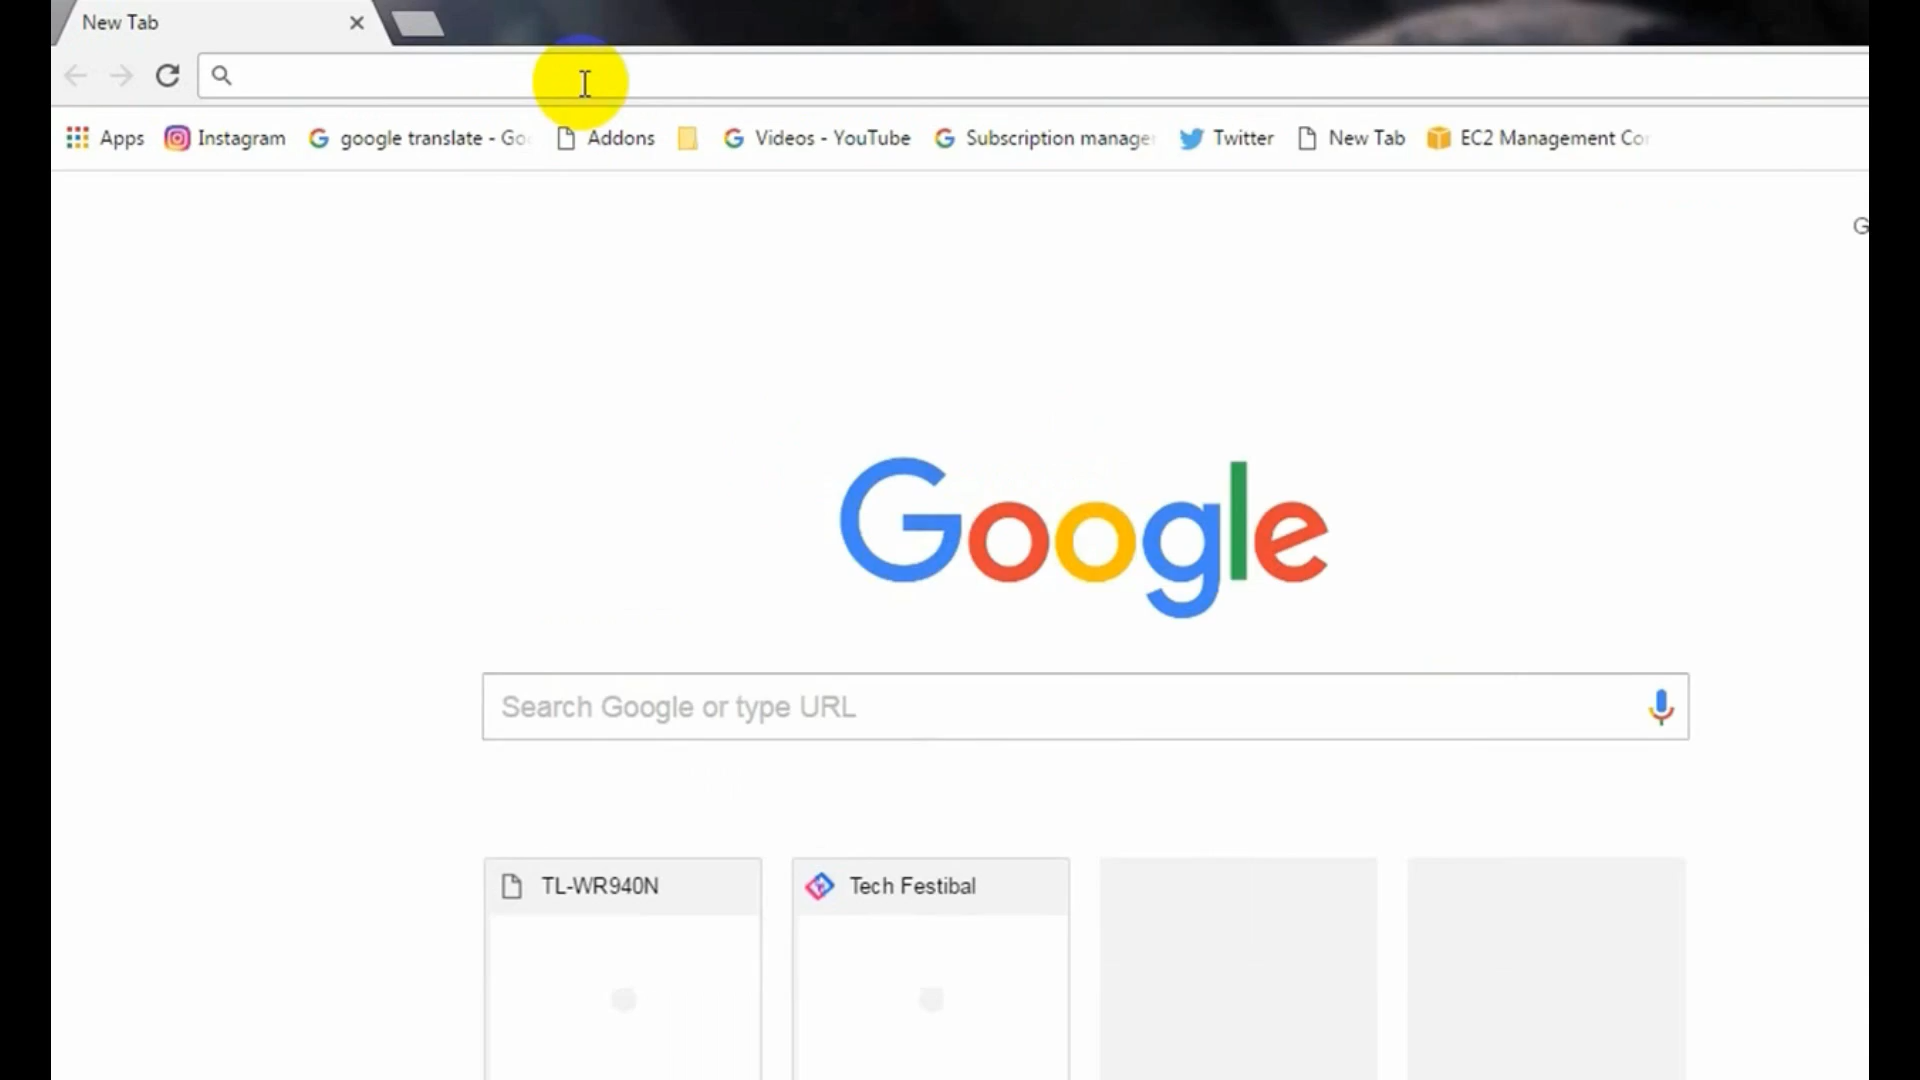 New Tab
Apps Instagram google translate - Goo Addons Videos - YouTube Subscription manage Twitter New Tab EC2 Management Co
G
Google
Search Google or type URL
TL-WR940N Tech Festibal